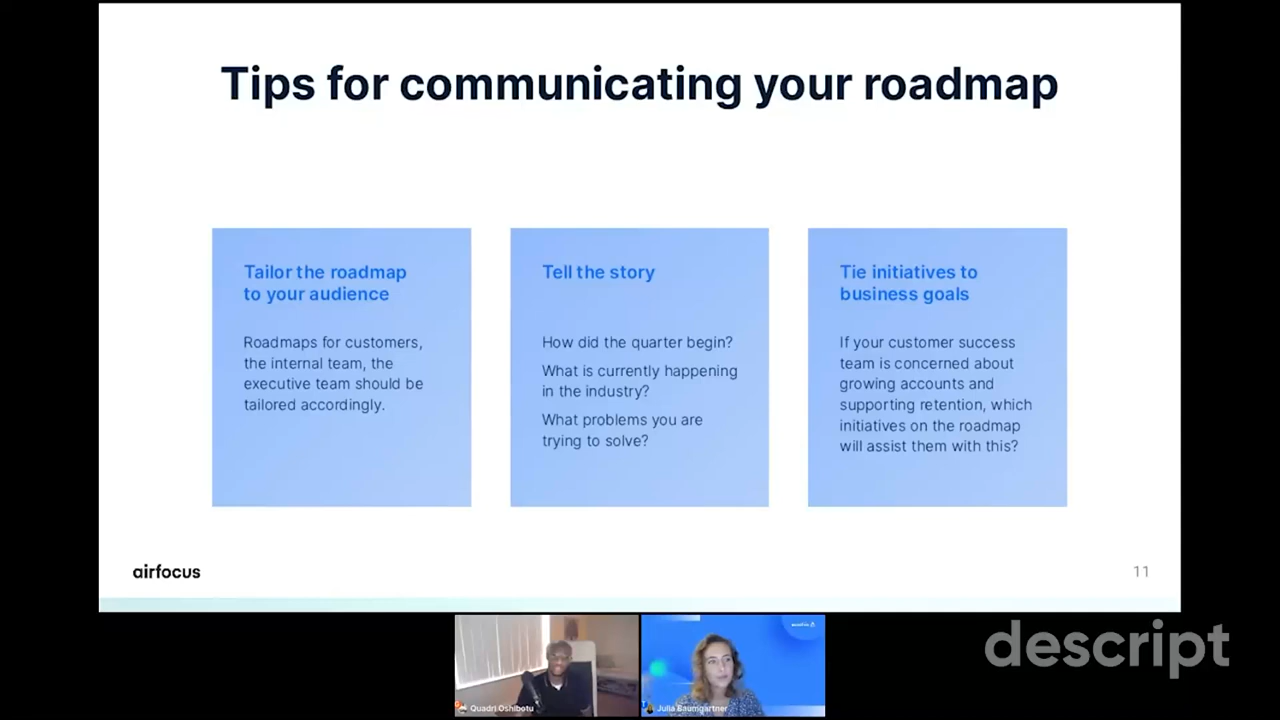 Tips for communicating your roadmap
Tailor the roadmap
to your audience
Roadmaps for customers,
the internal team, the
executive team should be
tailored accordingly.
Tell the story
How did the quarter begin?
What is currently happening
in the industry?
What problems you are
trying to solve?
Tie initiatives to
business goals
If your customer success
team is concerned about
growing accounts and
supporting retention, which
initiatives on the roadmap
will assist them with this?
airfocus
11
Quadri Oshibotu
Julia Baumgartner
descript